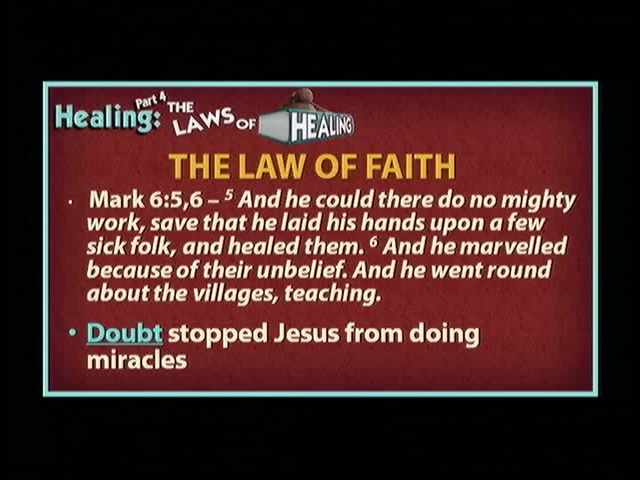 Healing: Part 4 THE LAWS OF HEALING
THE LAW OF FAITH
· Mark 6:5,6 – 5 And he could there do no mighty
work, save that he laid his hands upon a few
sick folk, and healed them. 6 And he marvelled
because of their unbelief. And he went round
about the villages, teaching.
• Doubt stopped Jesus from doing
miracles